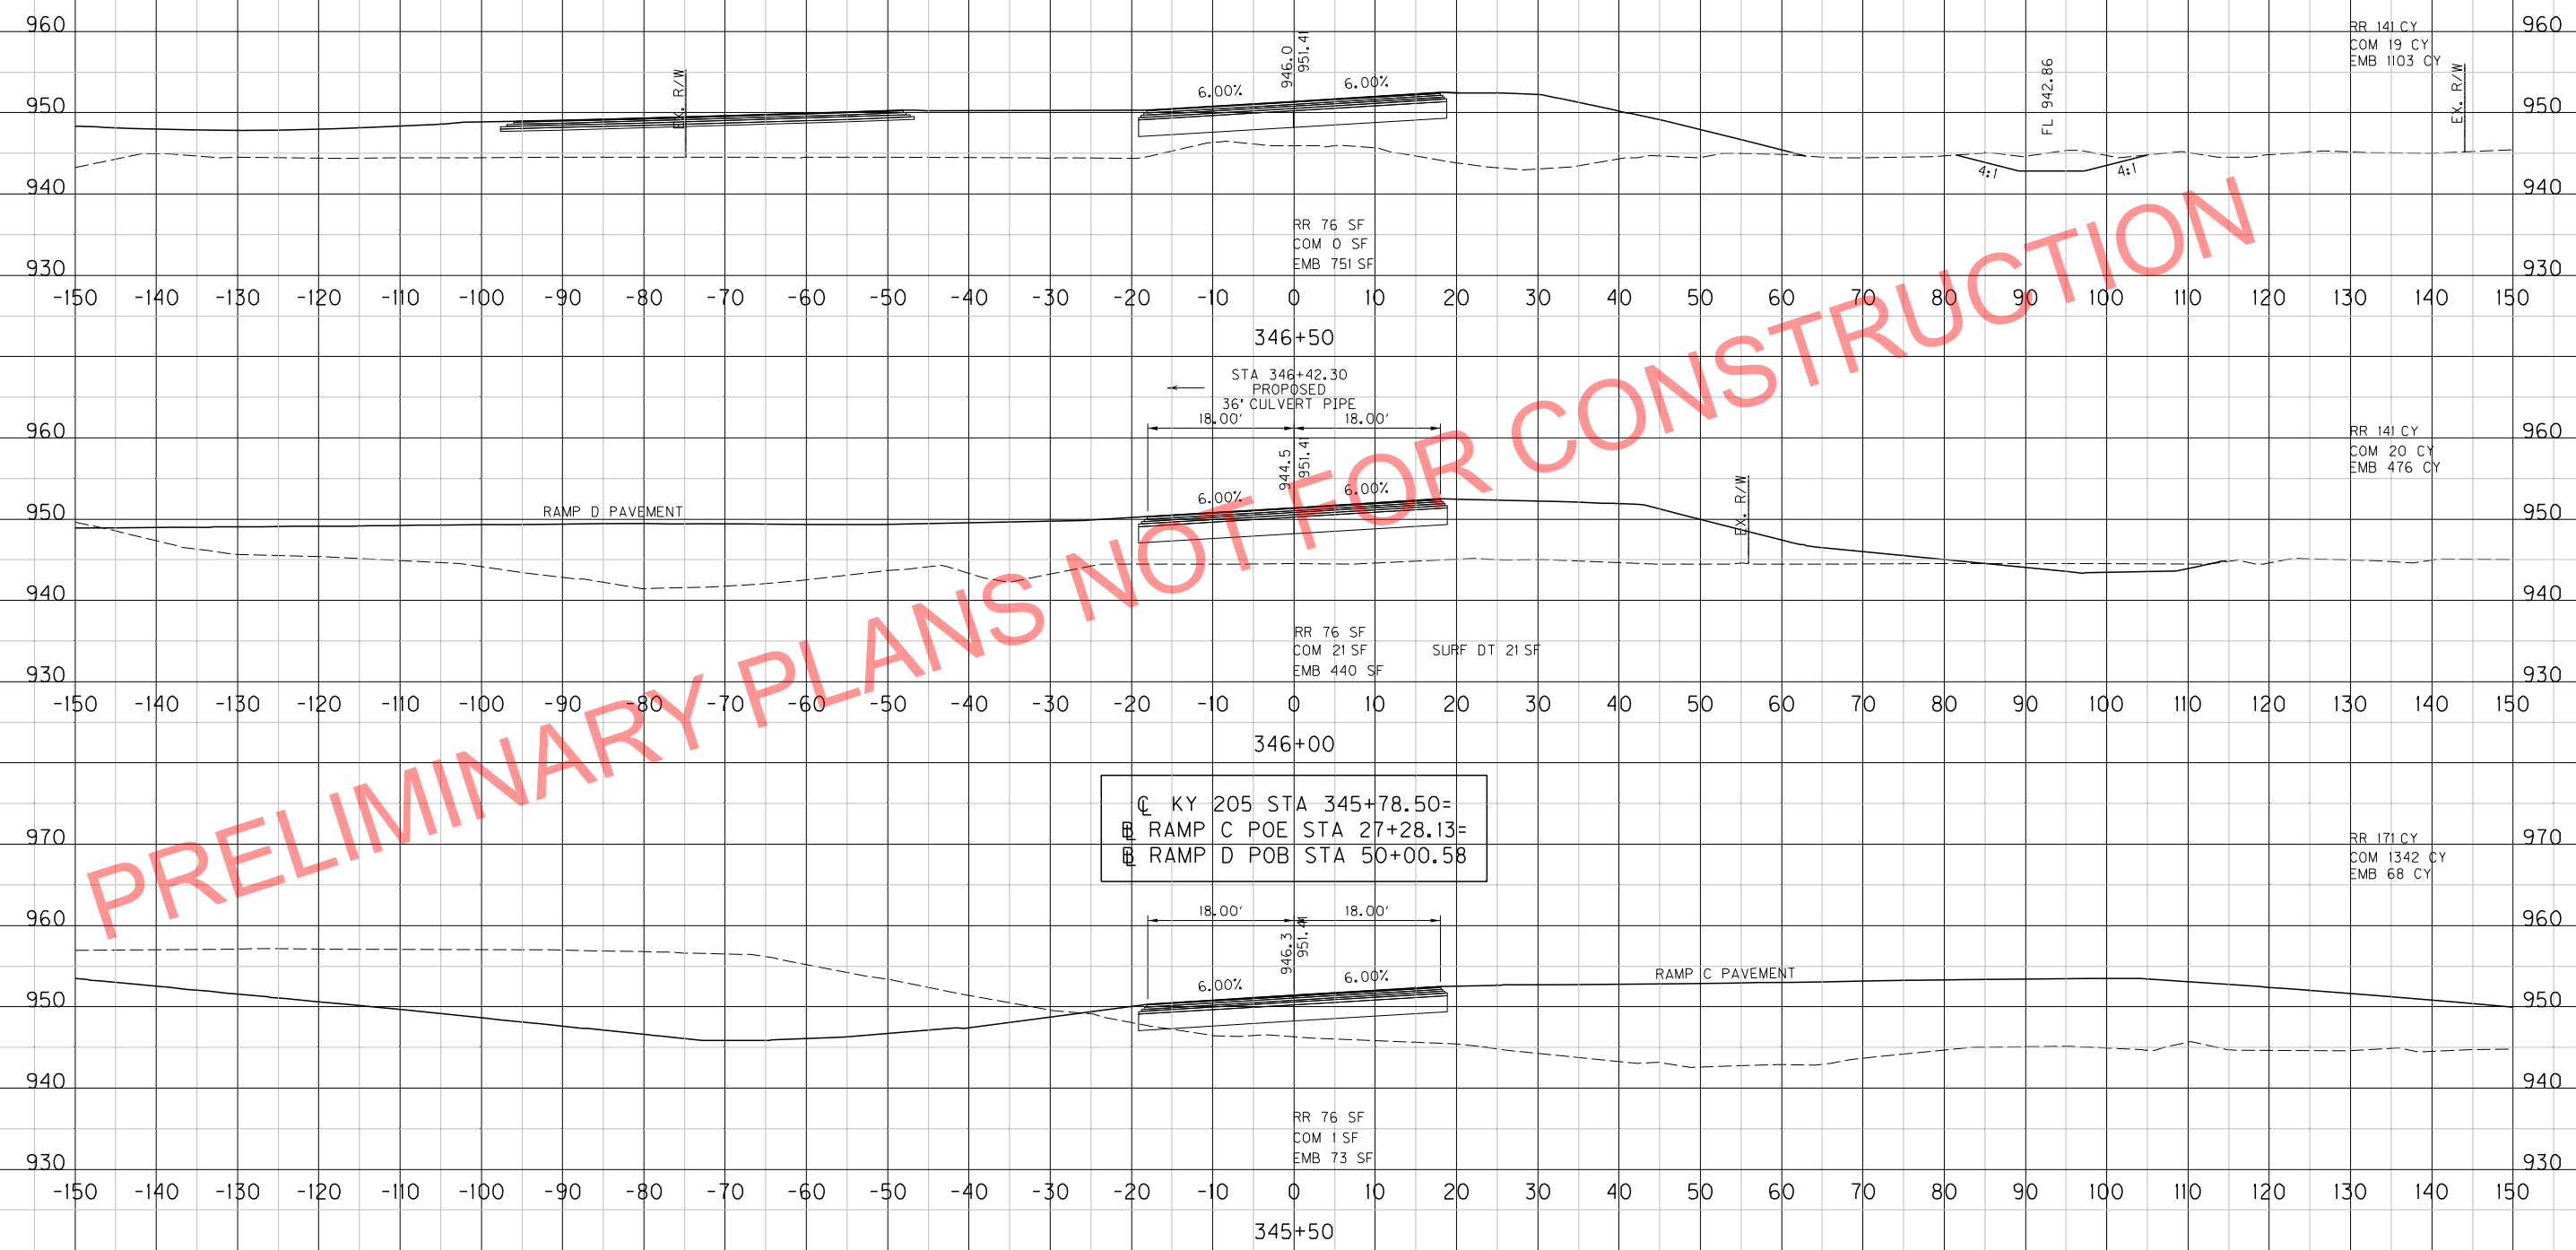 960 960
950 950
940 940
930 930
EX. R/W
6.00% 6.00%
946.0
951.41
FL 942.86
4:1 4:1
RR 141 CY
COM 19 CY
EMB 1103 CY
EX. R/W
RR 76 SF
COM 0 SF
EMB 751 SF
-150 -140 -130 -120 -110 -100 -90 -80 -70 -60 -50 -40 -30 -20 -10 0 10 20 30 40 50 60 70 80 90 100 110 120 130 140 150
346+50
STA 346+42.30
PROPOSED
36" CULVERT PIPE
18.00' 18.00'
960 960
950 950
940 940
930 930
944.5
951.41
6.00% 6.00%
RAMP D PAVEMENT
EX. R/W
RR 141 CY
COM 20 CY
EMB 476 CY
RR 76 SF
COM 21 SF SURF DT 21 SF
EMB 440 SF
-150 -140 -130 -120 -110 -100 -90 -80 -70 -60 -50 -40 -30 -20 -10 0 10 20 30 40 50 60 70 80 90 100 110 120 130 140 150
346+00
PRELIMINARY PLANS NOT FOR CONSTRUCTION
℄ KY 205 STA 345+78.50=
BL RAMP C POE STA 27+28.13=
BL RAMP D POB STA 50+00.58
970 970
960 960
950 950
940 940
930 930
18.00' 18.00'
946.3
951.41
6.00% 6.00%
RAMP C PAVEMENT
RR 171 CY
COM 1342 CY
EMB 68 CY
RR 76 SF
COM 1 SF
EMB 73 SF
-150 -140 -130 -120 -110 -100 -90 -80 -70 -60 -50 -40 -30 -20 -10 0 10 20 30 40 50 60 70 80 90 100 110 120 130 140 150
345+50